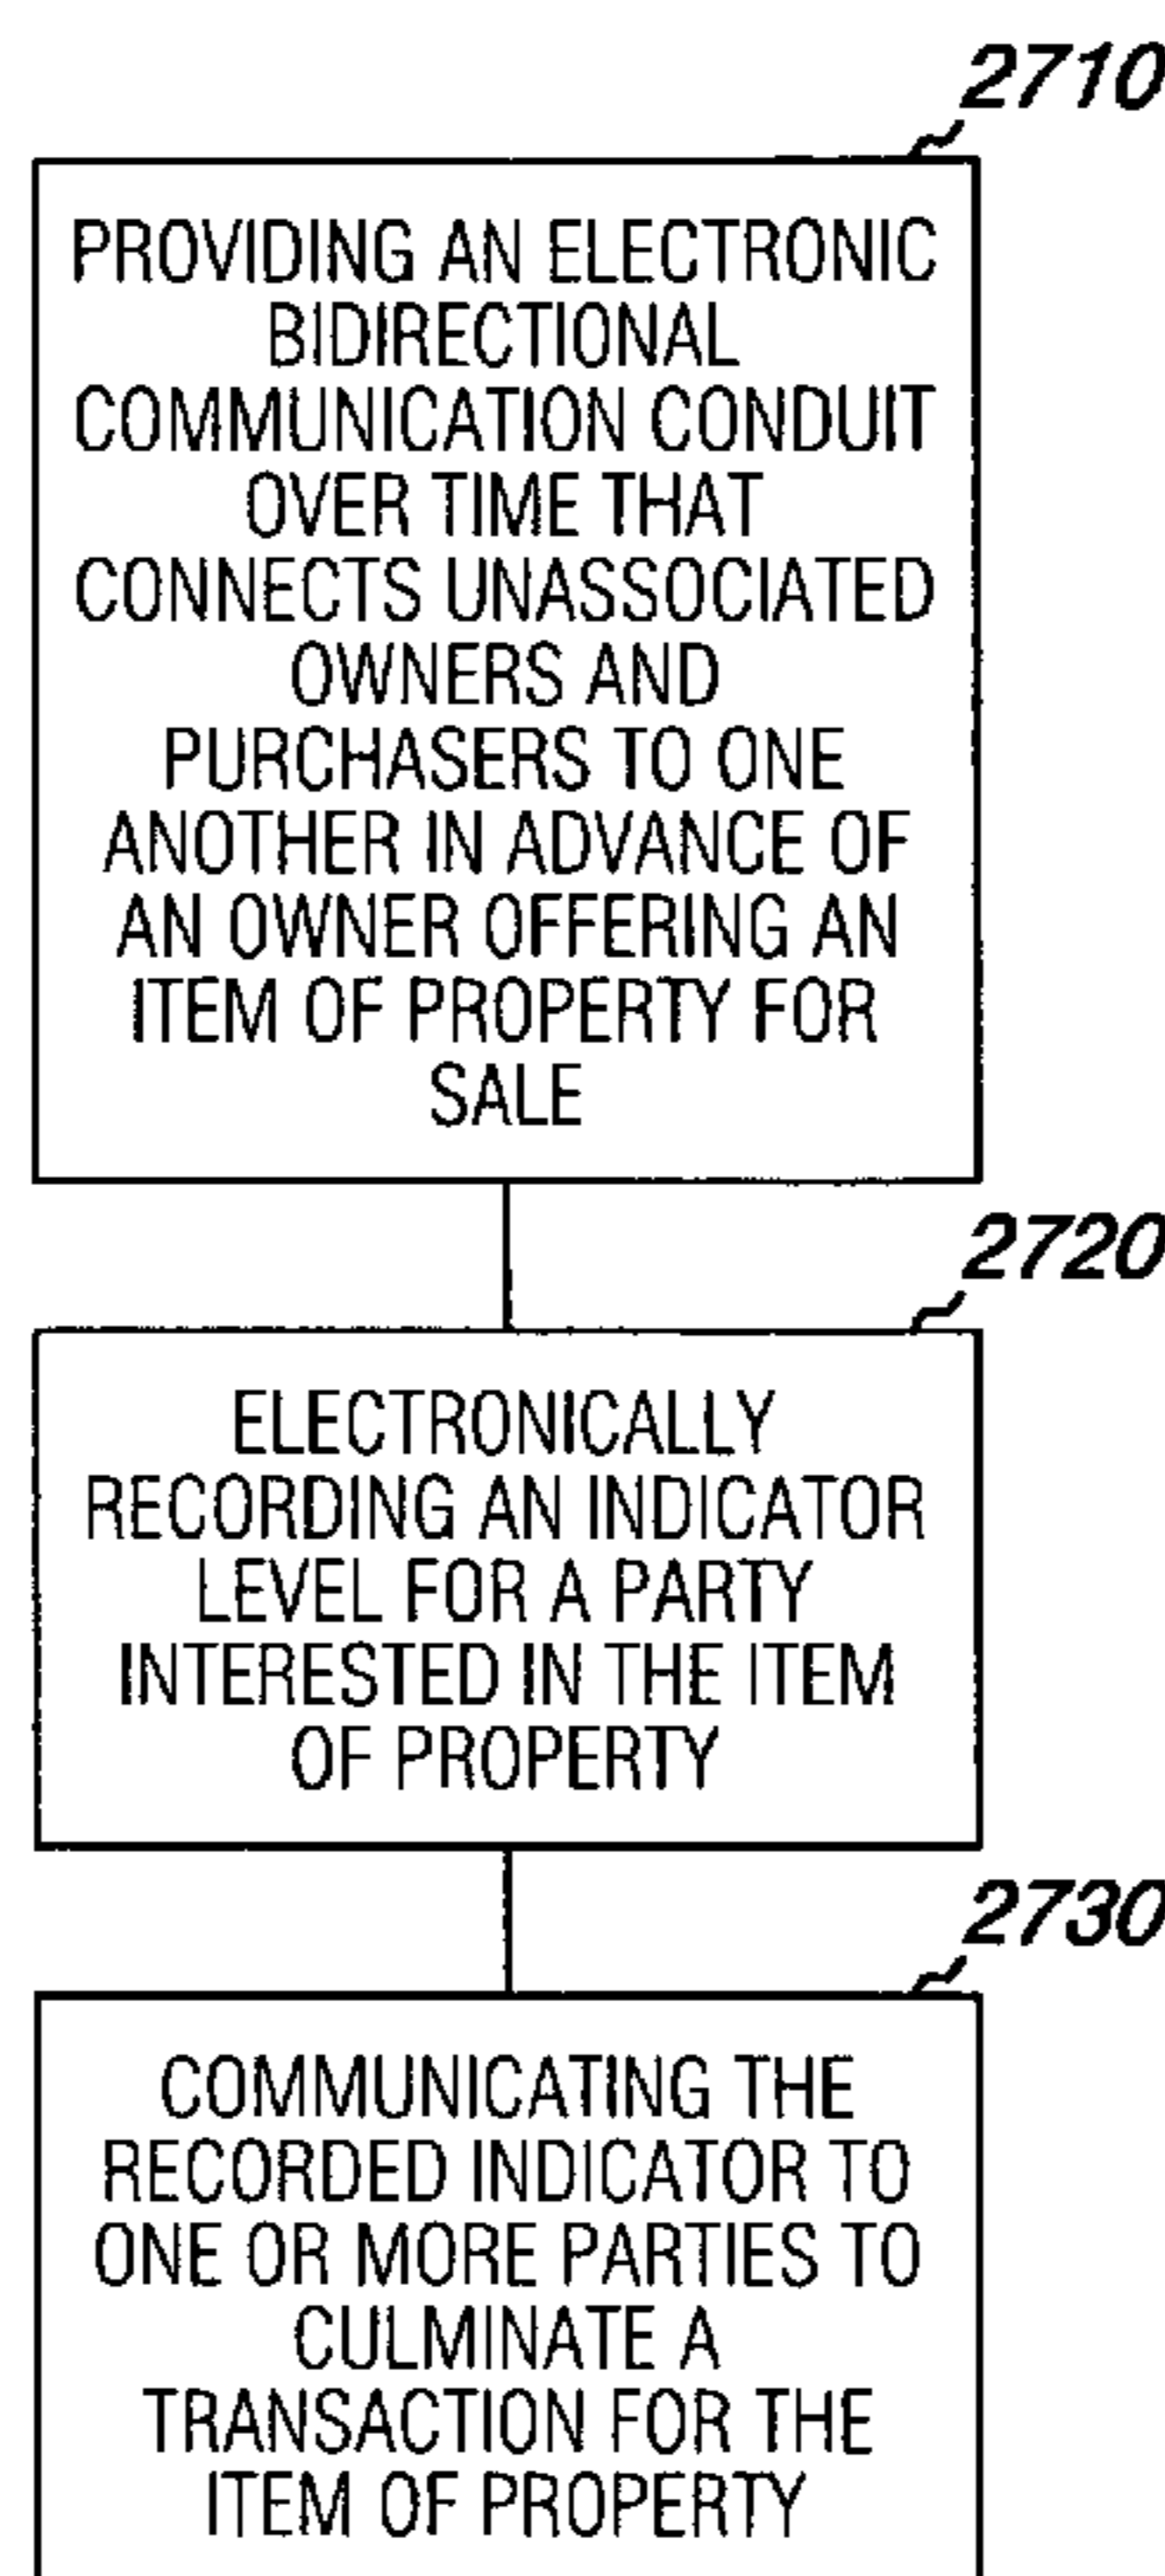 2710
PROVIDING AN ELECTRONIC
BIDIRECTIONAL
COMMUNICATION CONDUIT
OVER TIME THAT
CONNECTS UNASSOCIATED
OWNERS AND
PURCHASERS TO ONE
ANOTHER IN ADVANCE OF
AN OWNER OFFERING AN
ITEM OF PROPERTY FOR
SALE
2720
ELECTRONICALLY
RECORDING AN INDICATOR
LEVEL FOR A PARTY
INTERESTED IN THE ITEM
OF PROPERTY
2730
COMMUNICATING THE
RECORDED INDICATOR TO
ONE OR MORE PARTIES TO
CULMINATE A
TRANSACTION FOR THE
ITEM OF PROPERTY